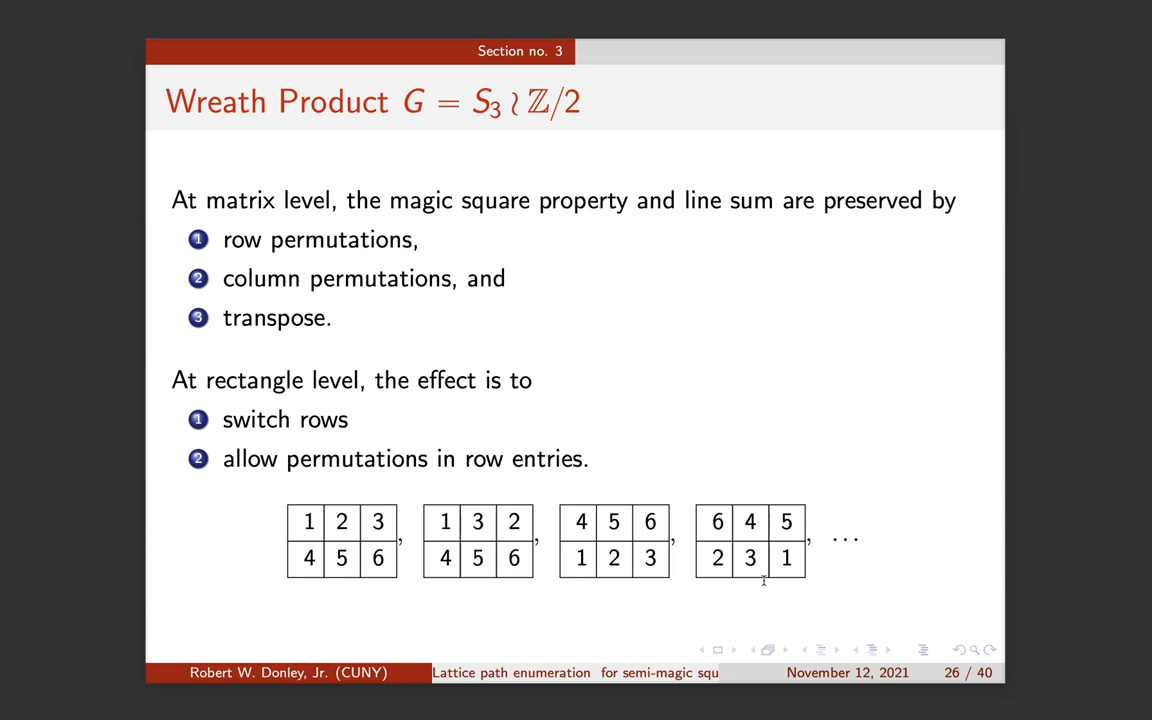 Section no. 3
Wreath Product G = S₃ ≀ ℤ/2
At matrix level, the magic square property and line sum are preserved by
1 row permutations,
2 column permutations, and
3 transpose.
At rectangle level, the effect is to
1 switch rows
2 allow permutations in row entries.
1 2 3 1 3 2 4 5 6 6 4 5
4 5 6 , 4 5 6 , 1 2 3 , 2 3 1 , ...
Robert W. Donley, Jr. (CUNY) Lattice path enumeration for semi-magic squ November 12, 2021 26 / 40